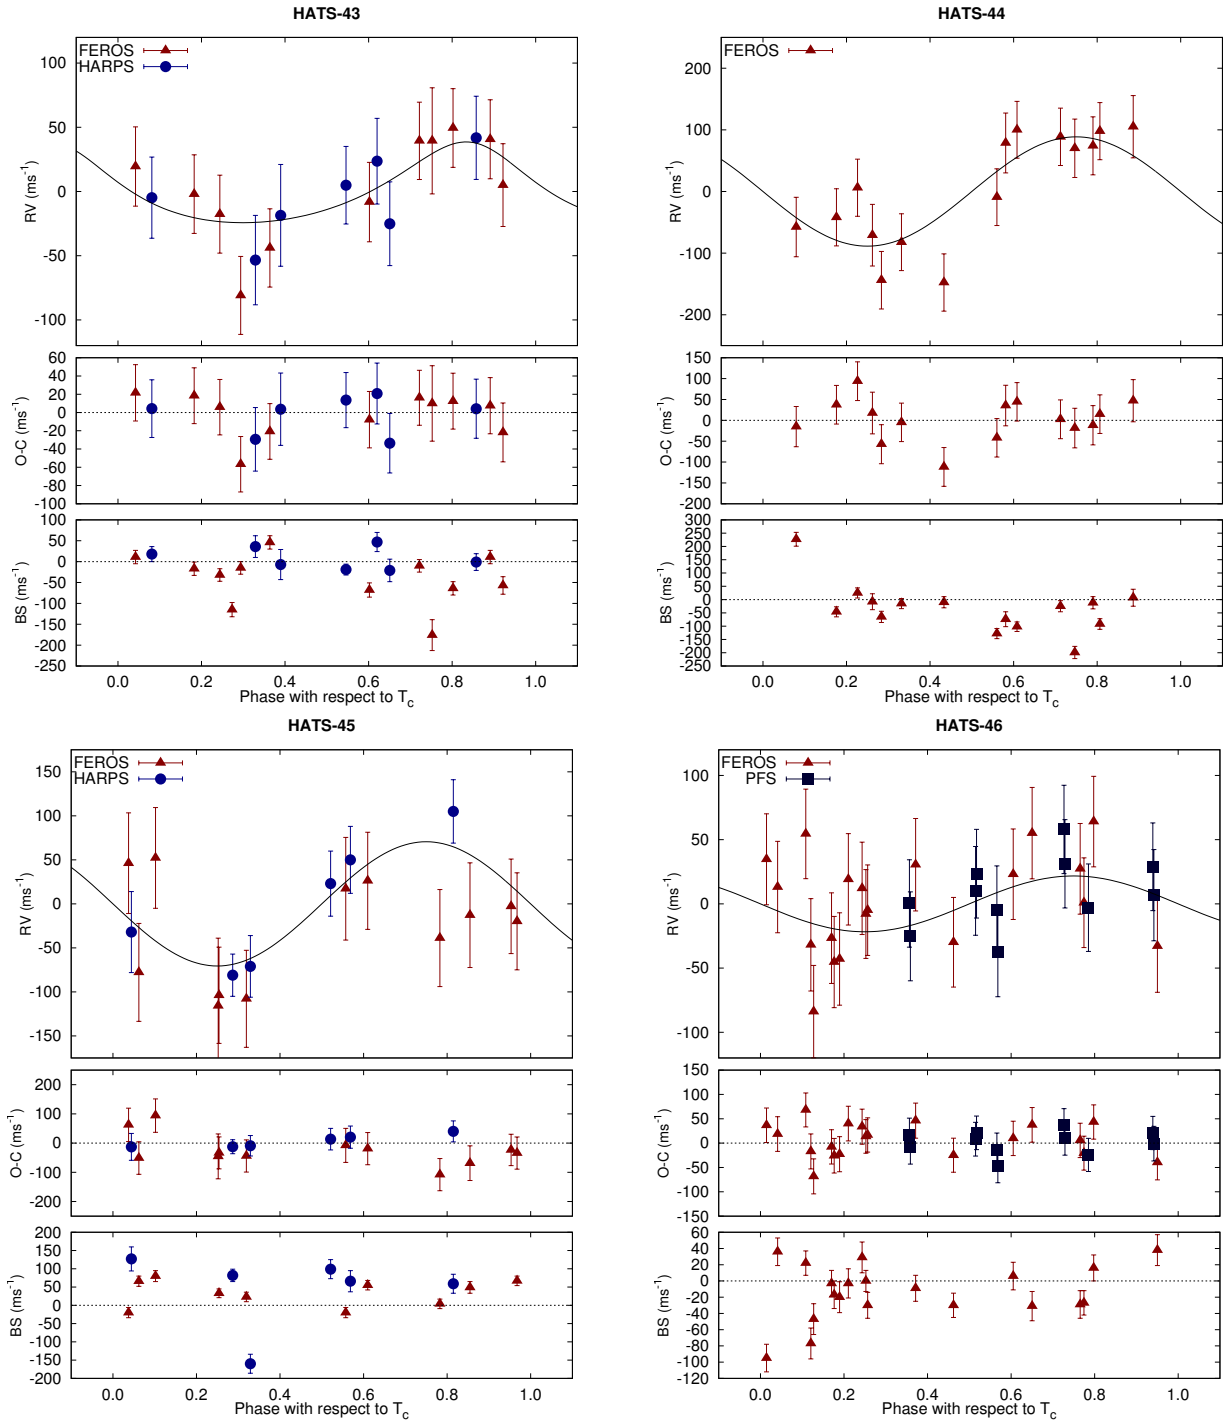 HATS-43
FEROS
HARPS
100
50
0
-50
-100
RV (ms-1)
60
40
20
0
-20
-40
-60
-80
-100
O-C (ms-1)
100
50
0
-50
-100
-150
-200
-250
BS (ms-1)
0.0 0.2 0.4 0.6 0.8 1.0
Phase with respect to Tc
HATS-44
FEROS
200
100
0
-100
-200
RV (ms-1)
150
100
50
0
-50
-100
-150
-200
O-C (ms-1)
300
250
200
150
100
50
0
-50
-100
-150
-200
-250
BS (ms-1)
0.0 0.2 0.4 0.6 0.8 1.0
Phase with respect to Tc
HATS-45
FEROS
HARPS
150
100
50
0
-50
-100
-150
RV (ms-1)
200
100
0
-100
-200
O-C (ms-1)
200
150
100
50
0
-50
-100
-150
-200
BS (ms-1)
0.0 0.2 0.4 0.6 0.8 1.0
Phase with respect to Tc
HATS-46
FEROS
PFS
100
50
0
-50
-100
RV (ms-1)
150
100
50
0
-50
-100
-150
O-C (ms-1)
60
40
20
0
-20
-40
-60
-80
-100
-120
BS (ms-1)
0.0 0.2 0.4 0.6 0.8 1.0
Phase with respect to Tc